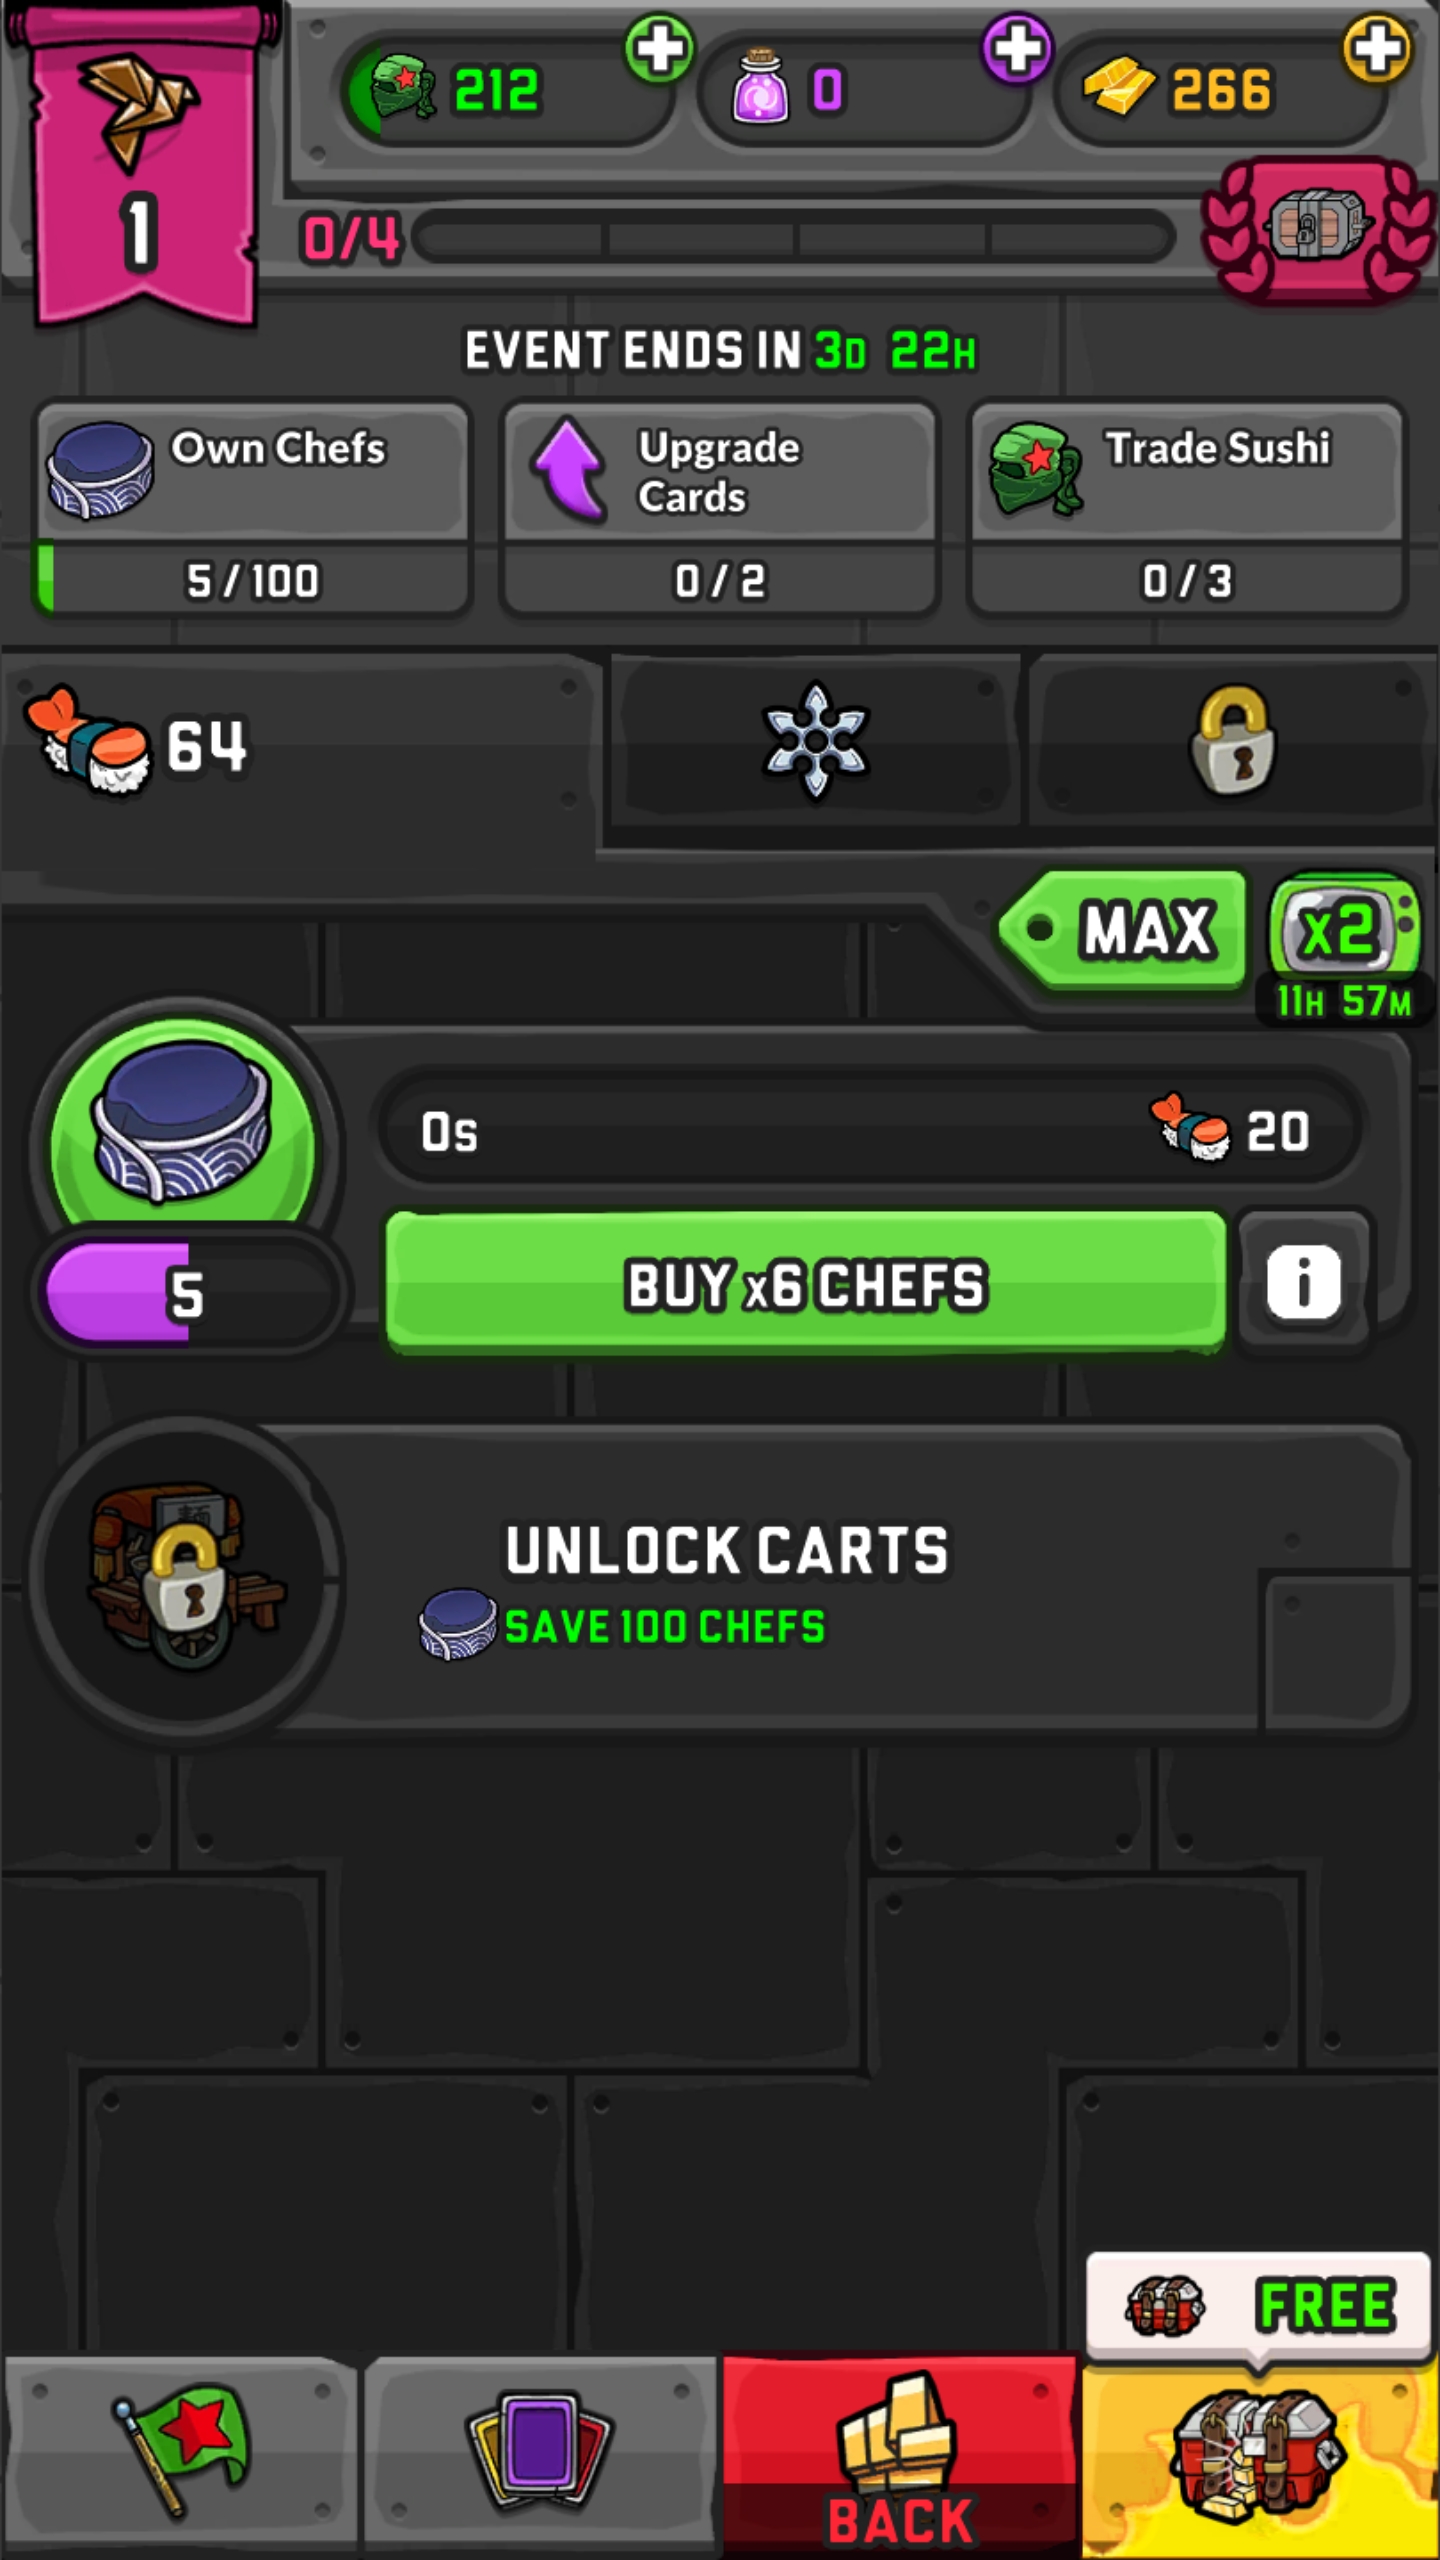 212
0
266
1
0/4
EVENT ENDS IN 3D 22H
Own Chefs
5/100
Upgrade
Cards
0/2
Trade Sushi
0/3
64
MAX
x2
11H 57M
0s
20
5
BUY x6 CHEFS
i
UNLOCK CARTS
SAVE 100 CHEFS
FREE
BACK